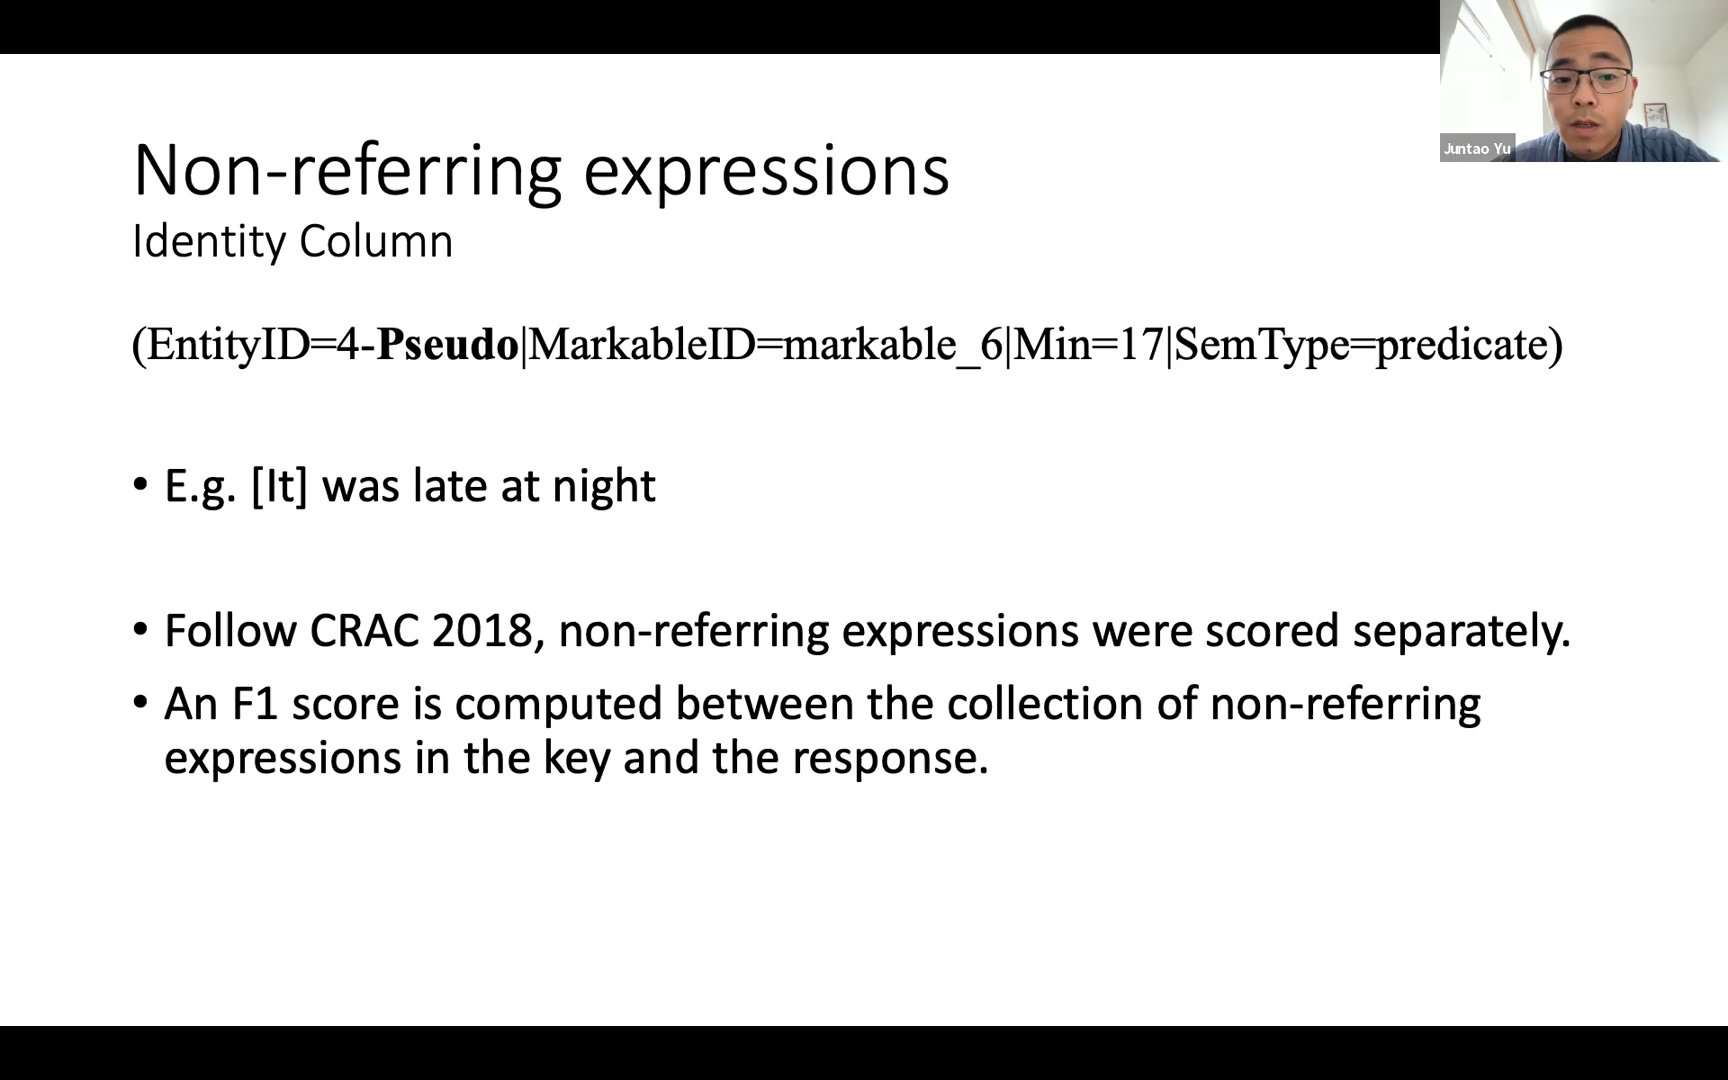 Juntao Yu
Non-referring expressions
Identity Column
(EntityID=4-Pseudo|MarkableID=markable_6|Min=17|SemType=predicate)
• E.g. [It] was late at night
• Follow CRAC 2018, non-referring expressions were scored separately.
• An F1 score is computed between the collection of non-referring
expressions in the key and the response.